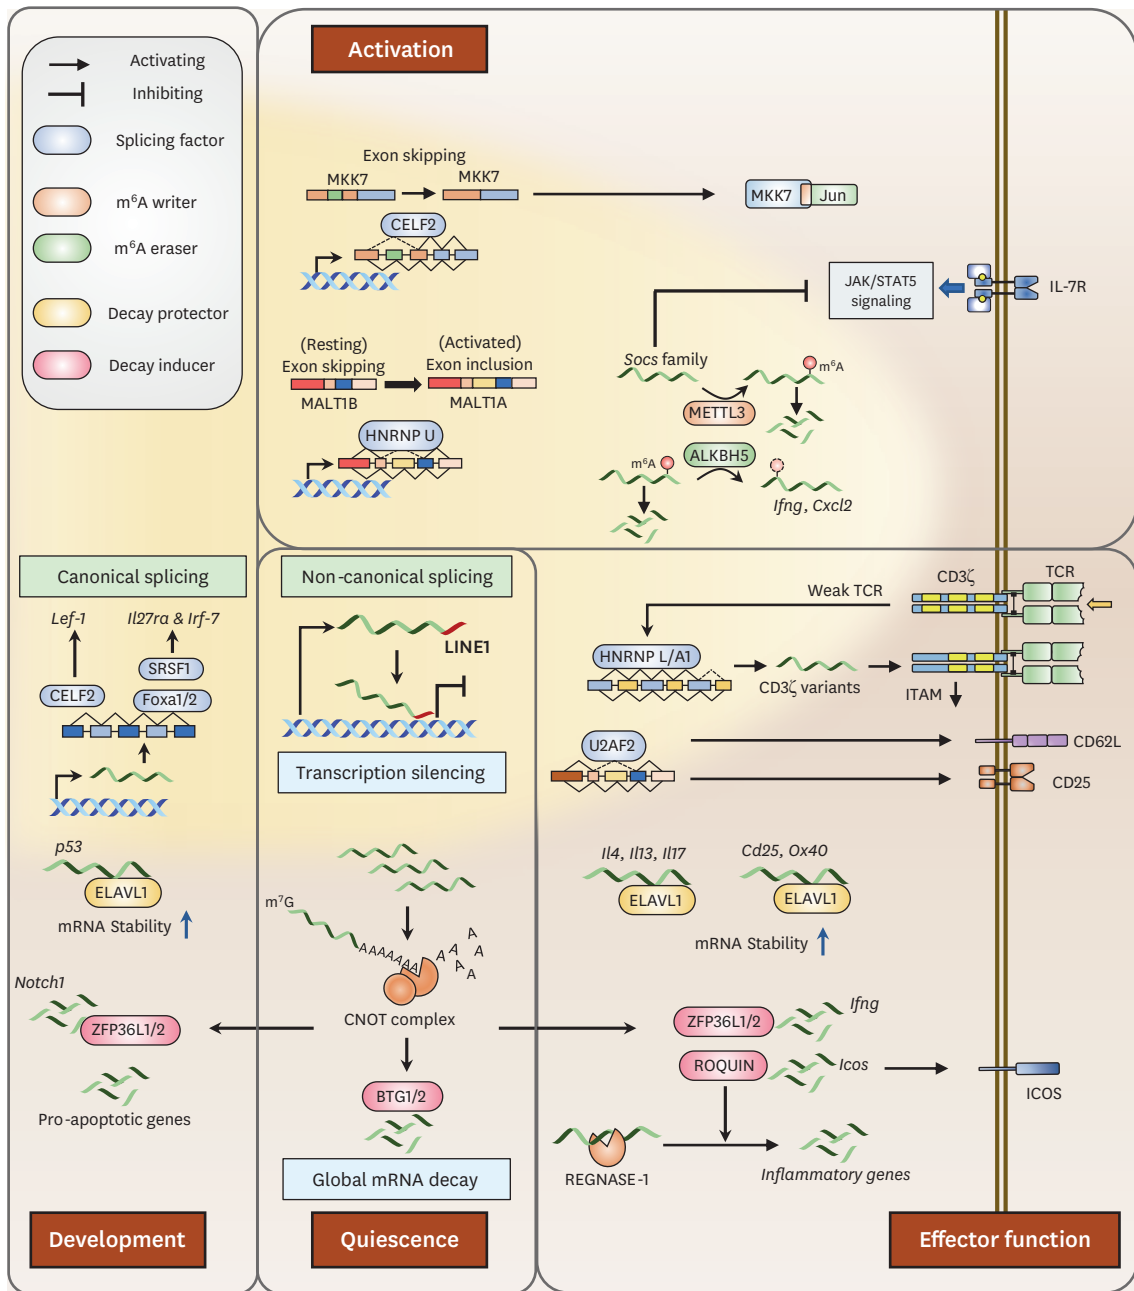 Activating
Inhibiting
Splicing factor
m⁶A writer
m⁶A eraser
Decay protector
Decay inducer
Activation
Exon skipping
MKK7
MKK7
MKK7
Jun
CELF2
JAK/STAT5
signaling
IL-7R
(Resting)
Exon skipping
(Activated)
Exon inclusion
MALT1B
MALT1A
HNRNP U
Socs family
m⁶A
METTL3
m⁶A
ALKBH5
Ifng, Cxcl2
Canonical splicing
Lef-1
Il27ra & Irf-7
SRSF1
CELF2
Foxa1/2
p53
ELAVL1
mRNA Stability
Notch1
ZFP36L1/2
Pro-apoptotic genes
Development
Non-canonical splicing
LINE1
Transcription silencing
m⁷G
AAAAAAA
A
A
A
A
A
CNOT complex
BTG1/2
Global mRNA decay
Quiescence
Weak TCR
CD3ζ
TCR
HNRNP L/A1
CD3ζ variants
ITAM
U2AF2
CD62L
CD25
Il4, Il13, Il17
ELAVL1
Cd25, Ox40
ELAVL1
mRNA Stability
ZFP36L1/2
Ifng
ROQUIN
Icos
ICOS
REGNASE-1
Inflammatory genes
Effector function